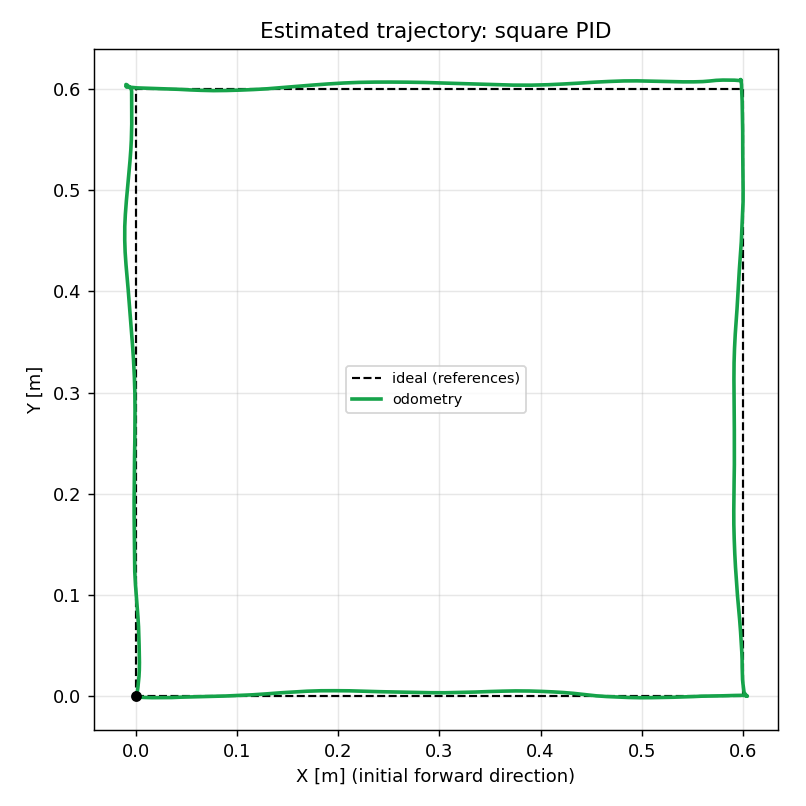 Estimated trajectory: square PID
0.6
0.5
0.4
0.3
0.2
0.1
0.0
Y [m]
ideal (references)
odometry
0.0 0.1 0.2 0.3 0.4 0.5 0.6
X [m] (initial forward direction)